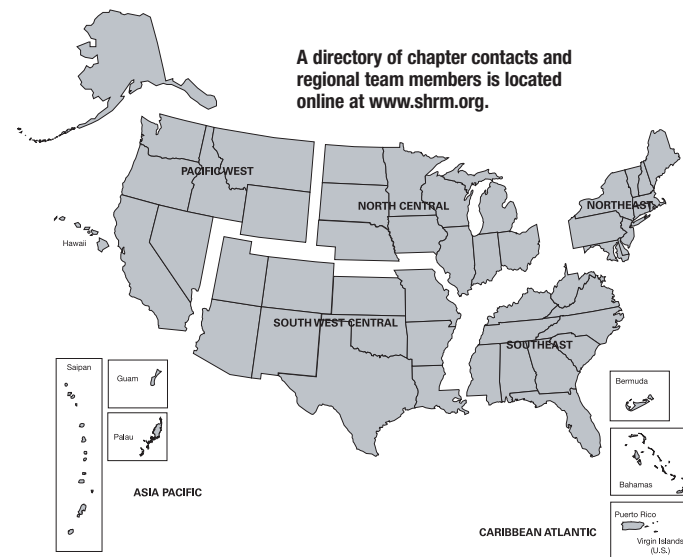 A directory of chapter contacts and
regional team members is located
online at www.shrm.org.
PACIFIC WEST
NORTH CENTRAL
NORTHEAST
Hawaii
SOUTH WEST CENTRAL
SOUTHEAST
Saipan
Guam
Palau
ASIA PACIFIC
Bermuda
Bahamas
CARIBBEAN ATLANTIC
Puerto Rico
Virgin Islands
(U.S.)